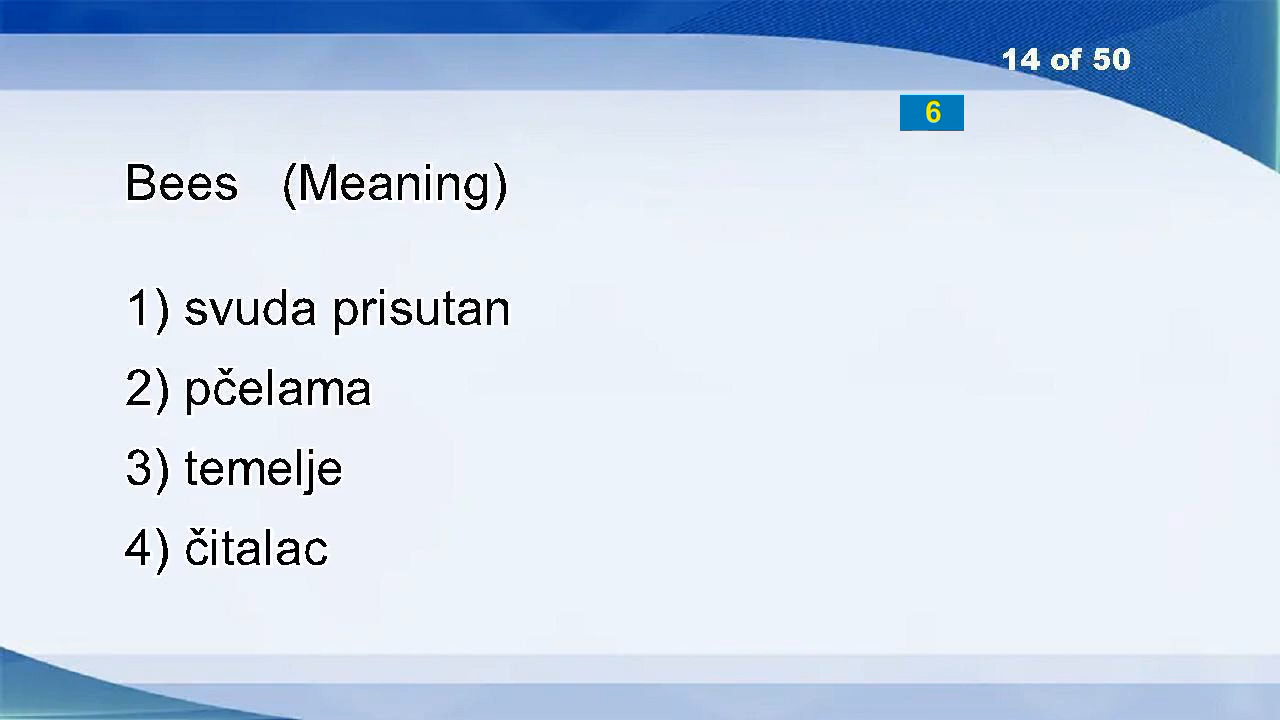 14 of 50
6
Bees (Meaning)
1) svuda prisutan
2) pčelama
3) temelje
4) čitalac